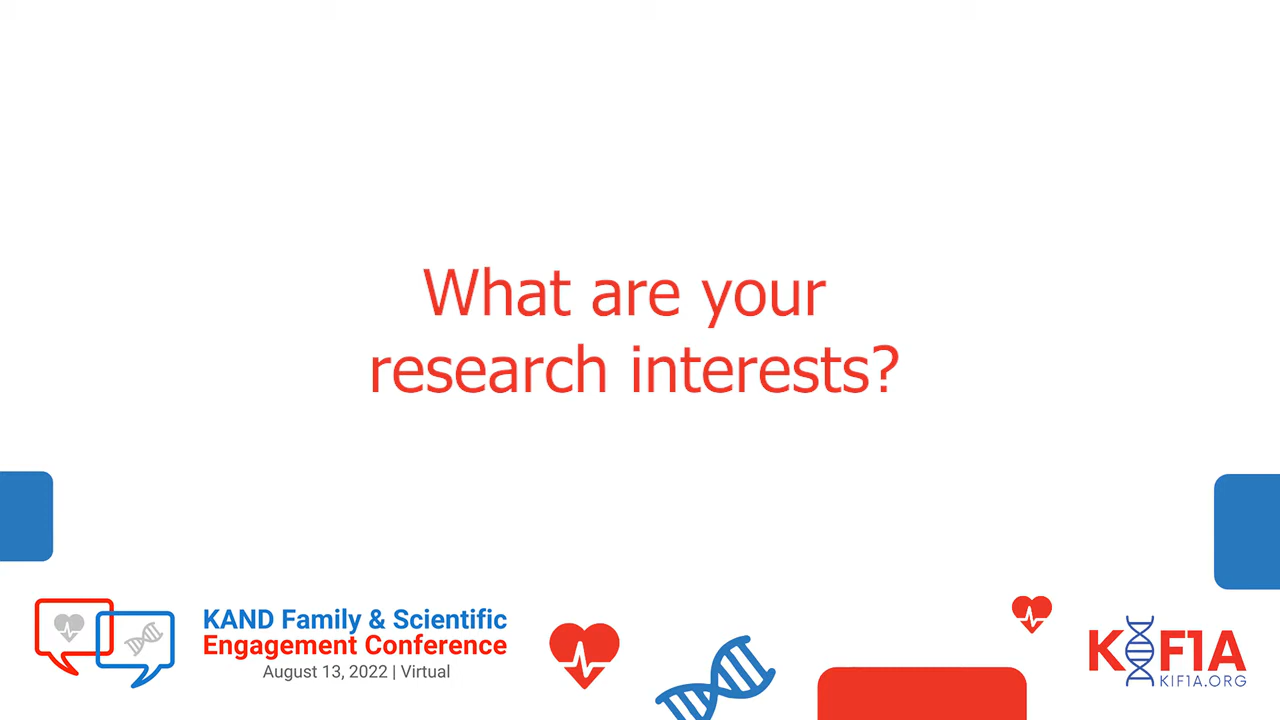 What are your
research interests?
KAND Family & Scientific
Engagement Conference
August 13, 2022 | Virtual
KIF1A
KIF1A.ORG